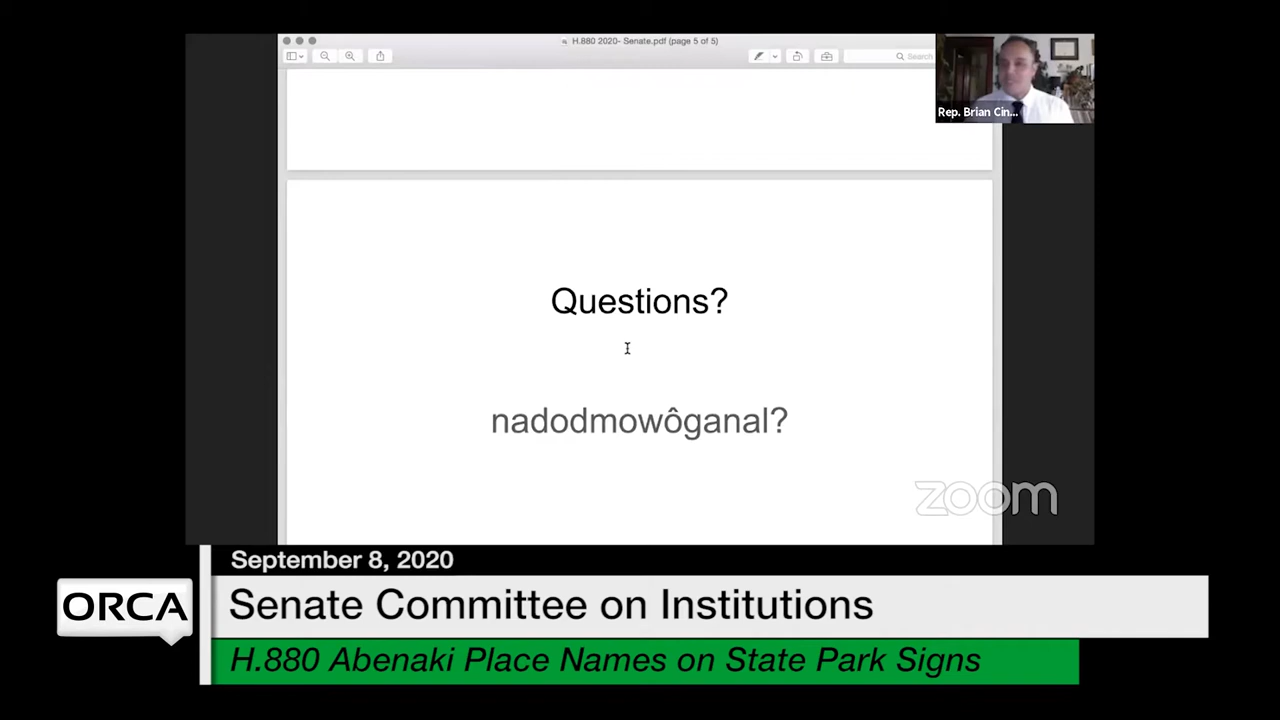 H.880 2020- Senate.pdf (page 5 of 5)
Search
Rep. Brian Cin...
Questions?
nadodmowôganal?
zoom
September 8, 2020
ORCA
Senate Committee on Institutions
H.880 Abenaki Place Names on State Park Signs